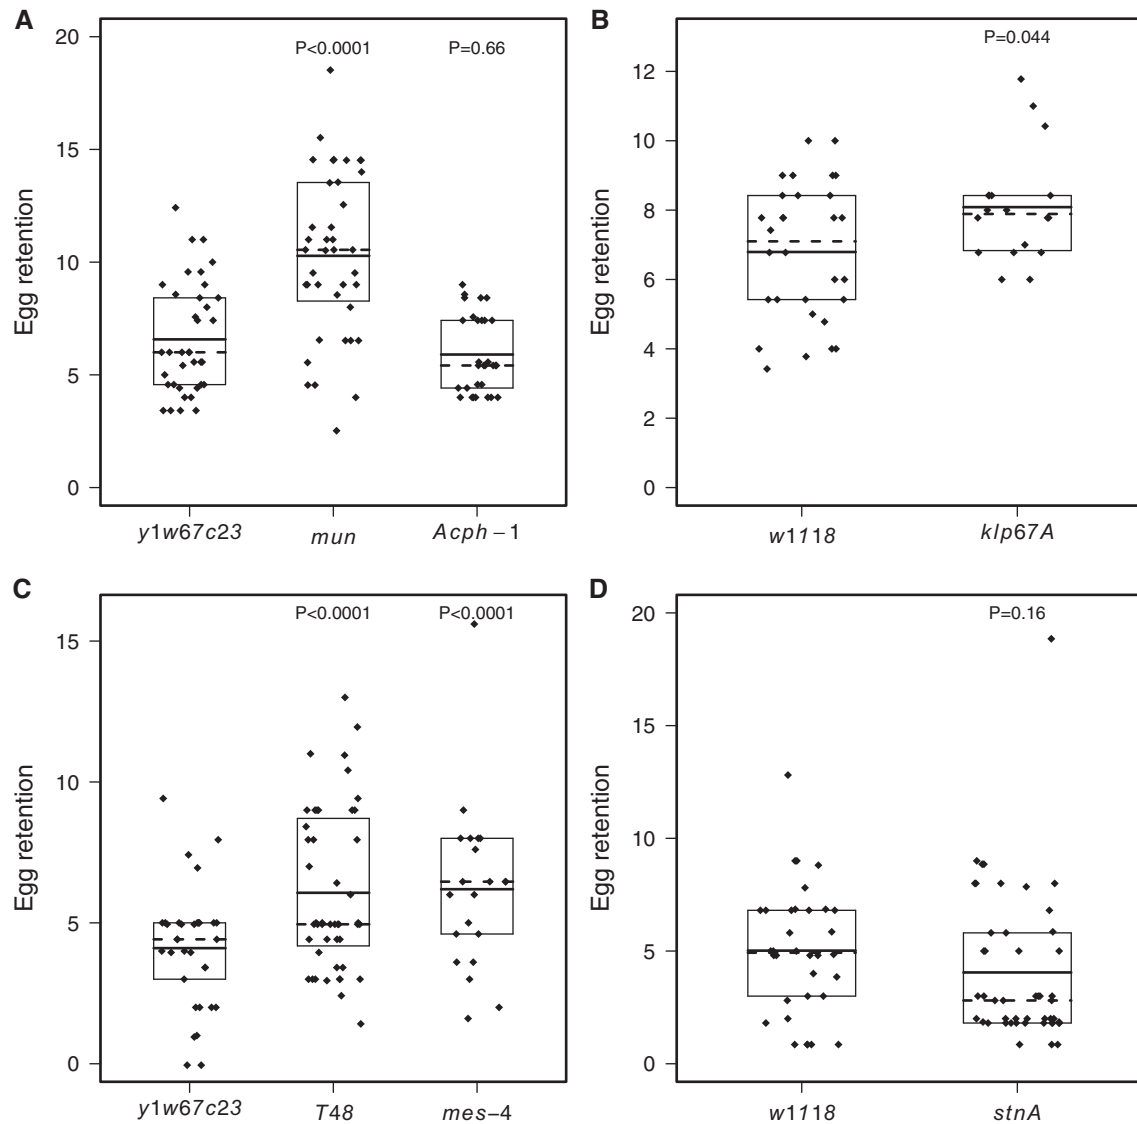 A
B
P<0.0001
P=0.66
P=0.044
20
15
10
5
0
Egg retention
12
10
8
6
4
2
0
Egg retention
y1w67c23
mun
Acph-1
w1118
klp67A
C
D
P<0.0001
P<0.0001
P=0.16
15
10
5
0
Egg retention
20
15
10
5
0
Egg retention
y1w67c23
T48
mes-4
w1118
stnA